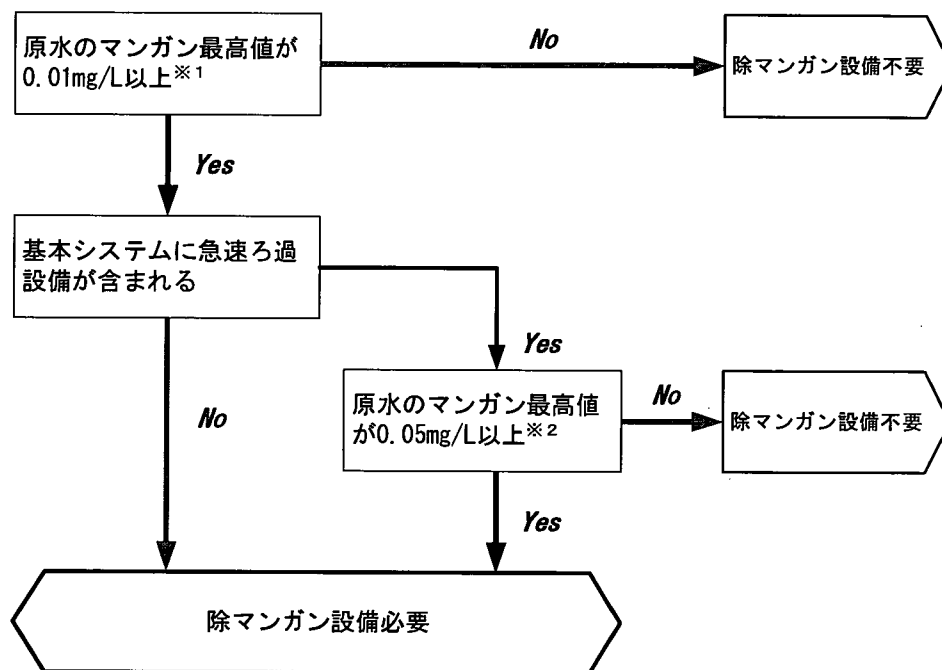 原水のマンガン最高値が
0.01mg/L以上※1
No
除マンガン設備不要
Yes
基本システムに急速ろ過
設備が含まれる
Yes
No
原水のマンガン最高値
が0.05mg/L以上※2
No
除マンガン設備不要
Yes
除マンガン設備必要